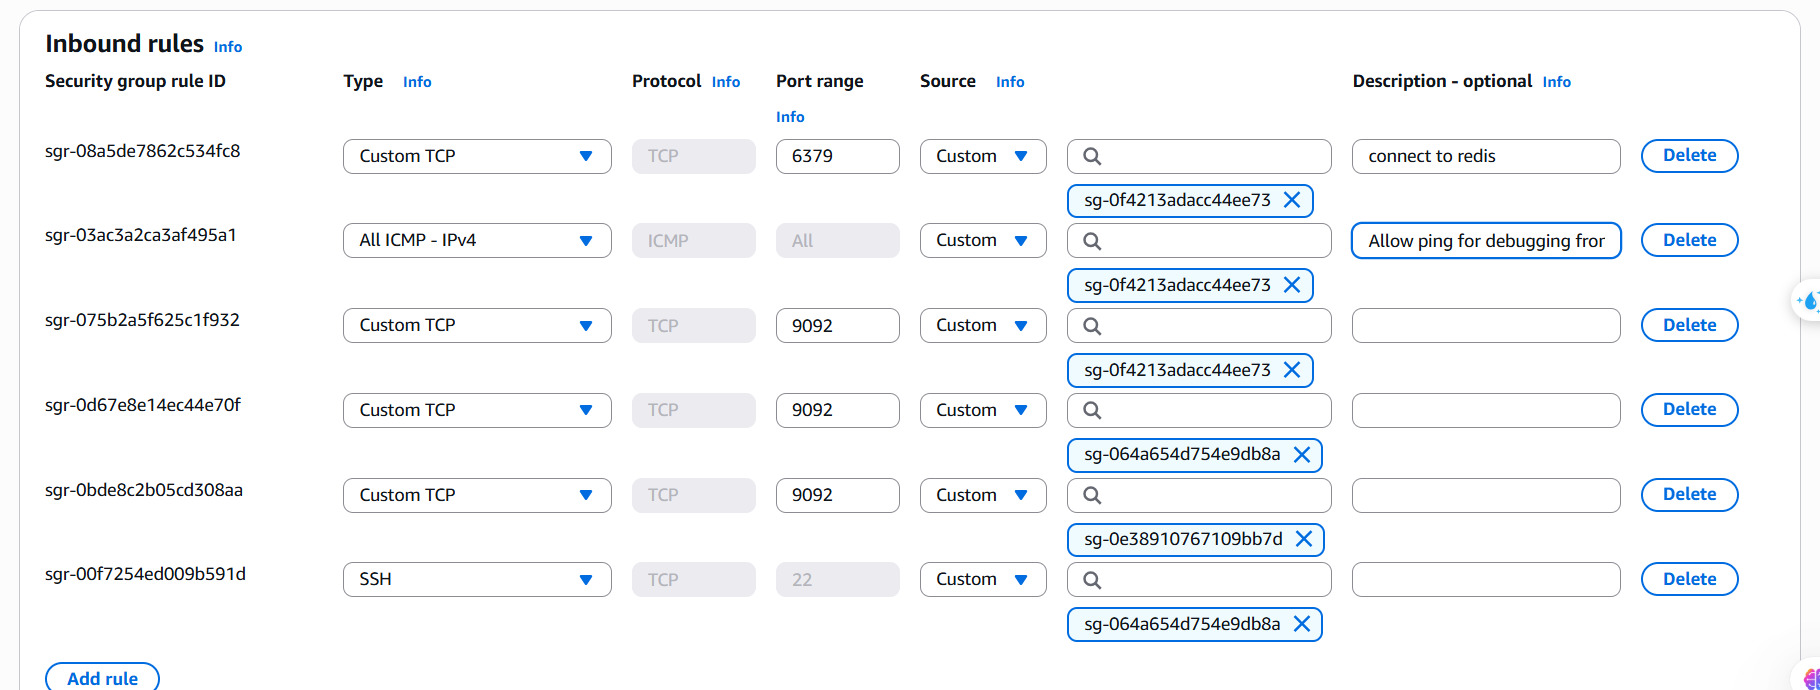 Inbound rules Info
Security group rule ID Type Info Protocol Info Port range Info Source Info Description - optional Info
sgr-08a5de7862c534fc8 Custom TCP TCP 6379 Custom connect to redis Delete
sg-0f4213adacc44ee73
sgr-03ac3a2ca3af495a1 All ICMP - IPv4 ICMP All Custom Allow ping for debugging fror Delete
sg-0f4213adacc44ee73
sgr-075b2a5f625c1f932 Custom TCP TCP 9092 Custom Delete
sg-0f4213adacc44ee73
sgr-0d67e8e14ec44e70f Custom TCP TCP 9092 Custom Delete
sg-064a654d754e9db8a
sgr-0bde8c2b05cd308aa Custom TCP TCP 9092 Custom Delete
sg-0e38910767109bb7d
sgr-00f7254ed009b591d SSH TCP 22 Custom Delete
sg-064a654d754e9db8a
Add rule